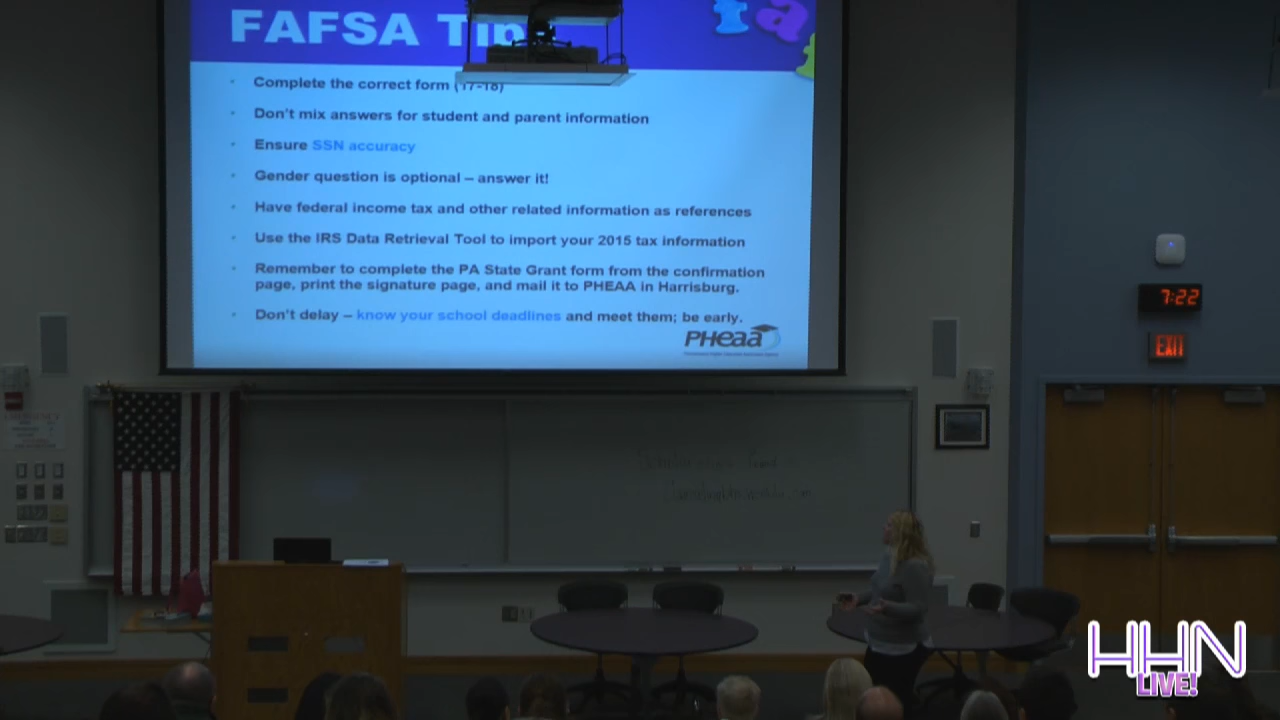 FAFSA Tip
Complete the correct form (17-18)
Don't mix answers for student and parent information
Ensure SSN accuracy
Gender question is optional – answer it!
Have federal income tax and other related information as references
Use the IRS Data Retrieval Tool to import your 2015 tax information
Remember to complete the PA State Grant form from the confirmation
page, print the signature page, and mail it to PHEAA in Harrisburg.
Don't delay – know your school deadlines and meet them; be early.
PHeaa
7:22
EXIT
HHN
LIVE!